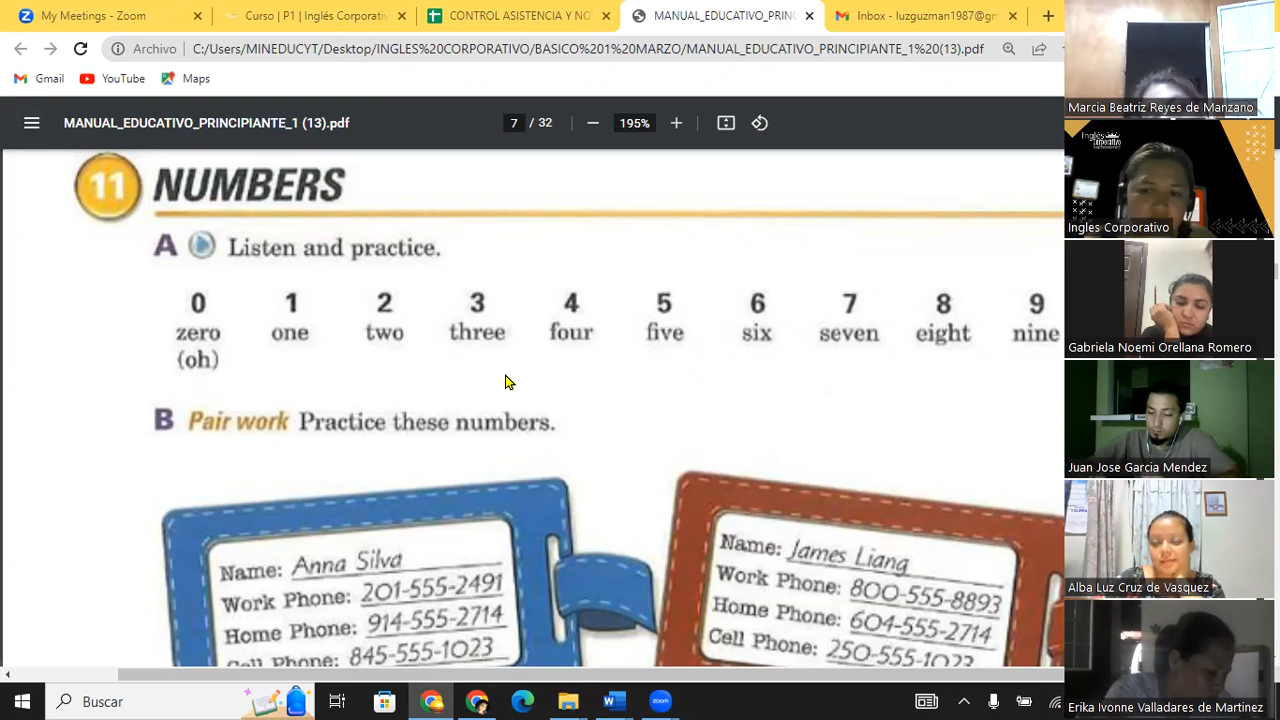 My Meetings - Zoom
Curso | P1 | Inglés Corporativ
CONTROL ASISTENCIA Y NO
MANUAL_EDUCATIVO_PRINC
Inbox - luzguzman1987@gm
Archivo
C:/Users/MINEDUCYT/Desktop/INGLES%20CORPORATIVO/BASICO%201%20MARZO/MANUAL_EDUCATIVO_PRINCIPIANTE_1%20(13).pdf
Gmail
YouTube
Maps
MANUAL_EDUCATIVO_PRINCIPIANTE_1 (13).pdf
7 / 32
195%
11 NUMBERS
A Listen and practice.
0 1 2 3 4 5 6 7 8 9
zero one two three four five six seven eight nine
(oh)
B Pair work Practice these numbers.
Name: Anna Silva
Work Phone: 201-555-2491
Home Phone: 914-555-2714
Cell Phone: 845-555-1023
Name: James Liang
Work Phone: 800-555-8893
Home Phone: 604-555-2714
Cell Phone: 250-555-1023
Marcia Beatriz Reyes de Manzano
Inglés
Corporativo
Ingles Corporativo
Gabriela Noemi Orellana Romero
Juan Jose Garcia Mendez
Alba Luz Cruz de Vasquez
Erika Ivonne Valladares de Martinez
Buscar
zoom